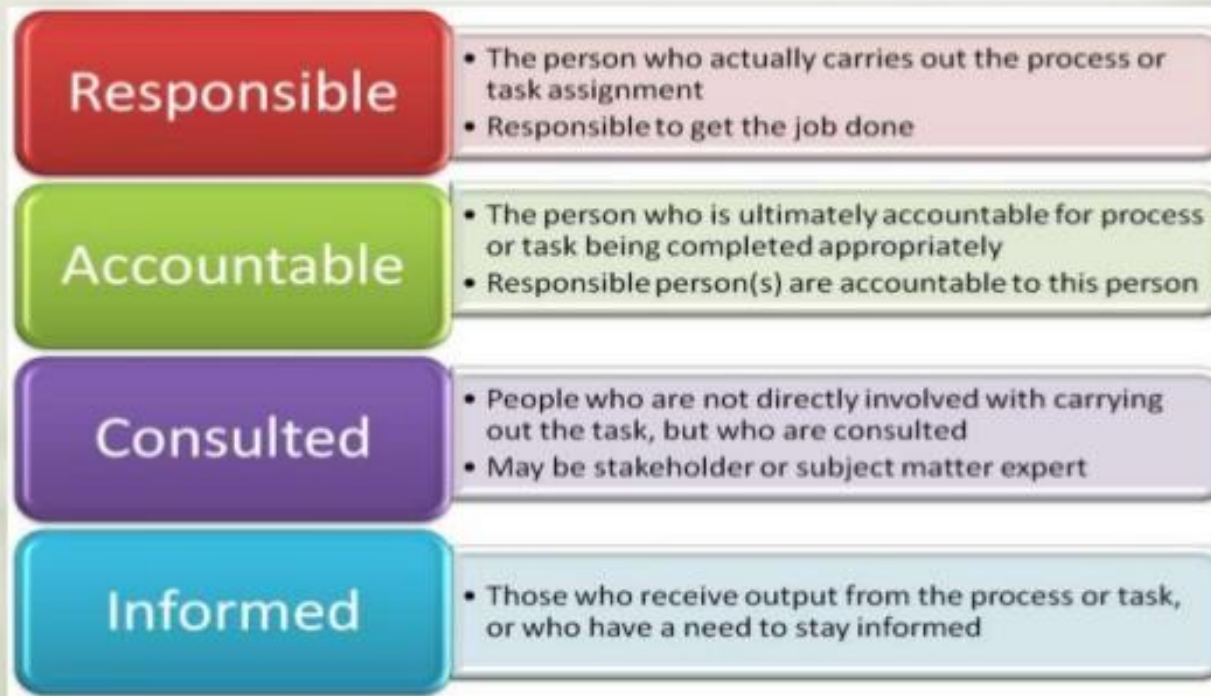 Responsible
• The person who actually carries out the process or
task assignment
• Responsible to get the job done
Accountable
• The person who is ultimately accountable for process
or task being completed appropriately
• Responsible person(s) are accountable to this person
Consulted
• People who are not directly involved with carrying
out the task, but who are consulted
• May be stakeholder or subject matter expert
Informed
• Those who receive output from the process or task,
or who have a need to stay informed